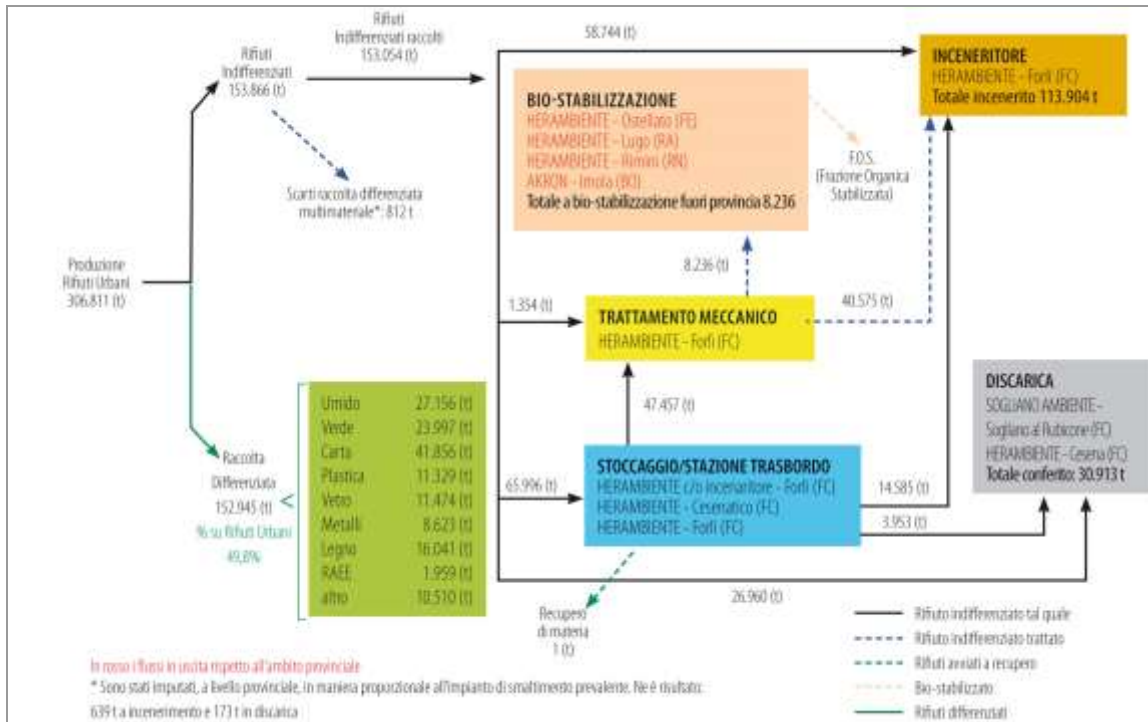 Rifiuti
Indifferenziati raccolti
153.054 (t)
58.744 (t)
Rifiuti
Indifferenziati
153.866 (t)
INCENERITORE
HERAMBIENTE - Forlì (FC)
Totale incenerito 113.904 t
BIO-STABILIZZAZIONE
HERAMBIENTE - Ostellato (FE)
HERAMBIENTE - Lugo (RA)
HERAMBIENTE - Rimini (RN)
AKRON - Imola (BO)
Totale a bio-stabilizzazione fuori provincia 8.236
F.O.S.
(Frazione Organica
Stabilizzata)
Scarti raccolta differenziata
multimateriale*: 812 t
Produzione
Rifiuti Urbani
306.811 (t)
8.236 (t)
1.354 (t)
TRATTAMENTO MECCANICO
HERAMBIENTE - Forlì (FC)
40.575 (t)
47.457 (t)
DISCARICA
SOGLIANO AMBIENTE -
Sogliano al Rubicone (FC)
HERAMBIENTE - Cesena (FC)
Totale conferito: 30.913 t
Umido 27.156 (t)
Verde 23.997 (t)
Carta 41.856 (t)
Plastica 11.329 (t)
Vetro 11.474 (t)
Metalli 8.623 (t)
Legno 16.041 (t)
RAEE 1.959 (t)
altro 10.510 (t)
Raccolta
Differenziata
152.945 (t)
% su Rifiuti Urbani
49,8%
65.996 (t)
STOCCAGGIO/STAZIONE TRASBORDO
HERAMBIENTE c/o inceneritore - Forlì (FC)
HERAMBIENTE - Cesenatico (FC)
HERAMBIENTE - Forlì (FC)
14.585 (t)
3.953 (t)
26.960 (t)
Recupero
di materia
1 (t)
Rifiuto indifferenziato tal quale
Rifiuto indifferenziato trattato
Rifiuti avviati a recupero
Bio-stabilizzato
Rifiuti differenziati
In rosso i flussi in uscita rispetto all'ambito provinciale
* Sono stati imputati, a livello provinciale, in maniera proporzionale all'impianto di smaltimento prevalente. Ne è risultato:
639 t a incenerimento e 173 t in discarica